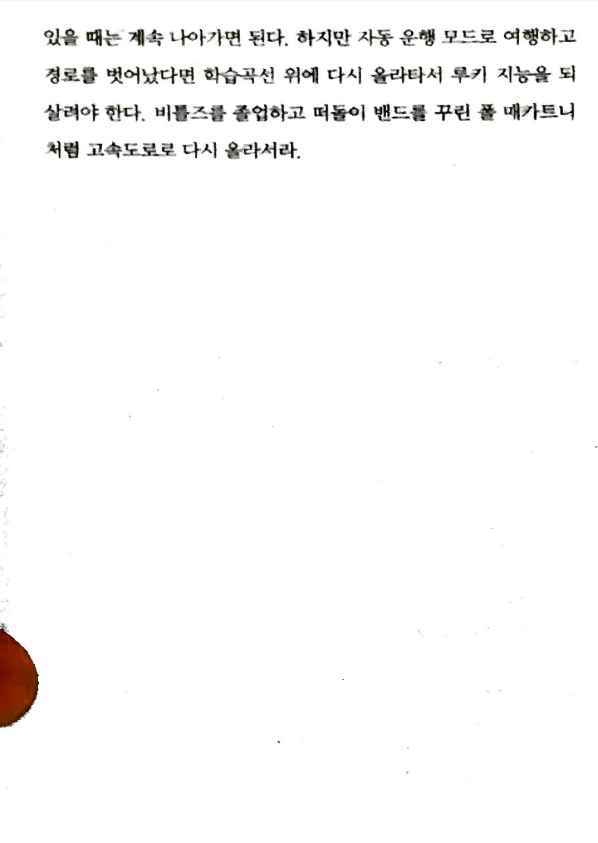 있을 때는 계속 나아가면 된다. 하지만 자동 운행 모드로 여행하고
경로를 벗어났다면 학습곡선 위에 다시 올라타서 루키 지능을 되
살려야 한다. 비틀즈를 졸업하고 떠돌이 밴드를 꾸린 폴 매카트니
처럼 고속도로로 다시 올라서라.